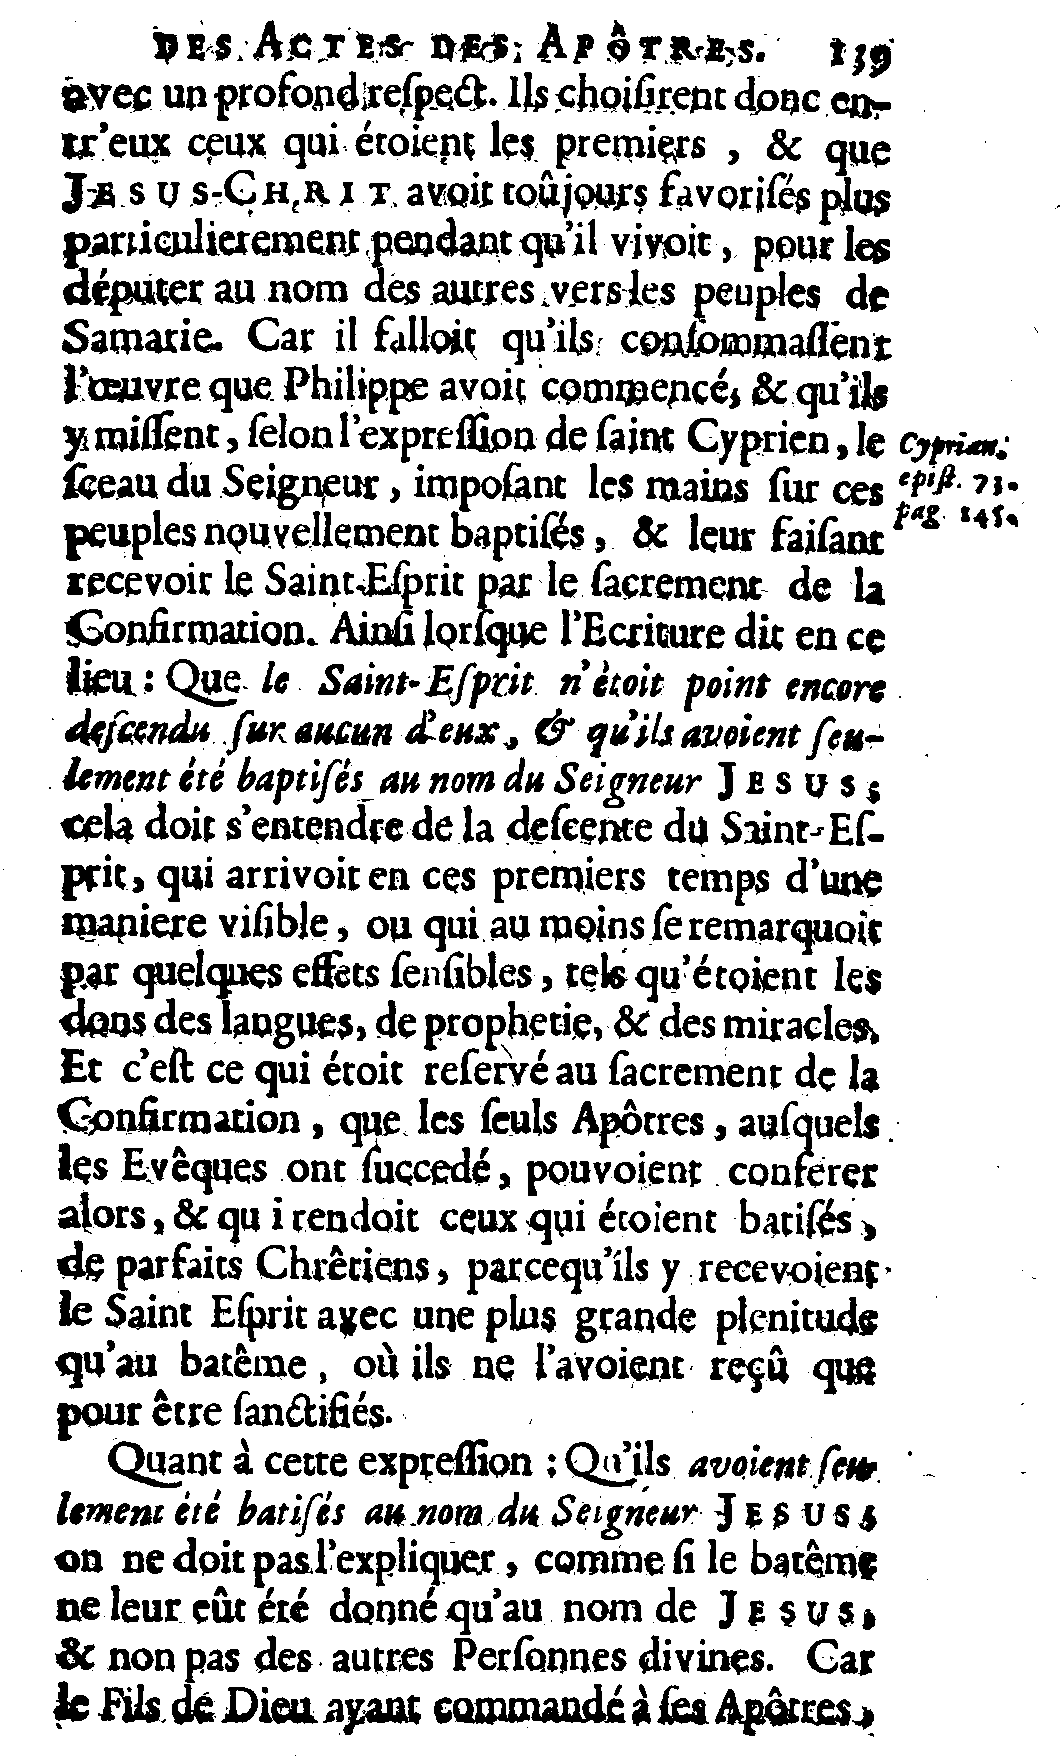 DES ACTES DES APÔTRES. 139
avec un profond reſpect. Ils choiſirent donc en-
tr'eux ceux qui étoient les premiers, & que
JESUS-CHRIT avoit toûjours favoriſés plus
particulierement pendant qu'il vivoit, pour les
députer au nom des autres vers les peuples de
Samarie. Car il falloit qu'ils conſommaſſent
l'œuvre que Philippe avoit commencé, & qu'ils
y miſſent, ſelon l'expreſſion de ſaint Cyprien, le
ſceau du Seigneur, impoſant les mains ſur ces
peuples nouvellement baptiſés, & leur faiſant
recevoir le Saint-Eſprit par le ſacrement de la
Confirmation. Ainſi lorſque l'Ecriture dit en ce
lieu : Que le Saint-Eſprit n'étoit point encore
deſcendu ſur aucun d'eux, & qu'ils avoient ſeu-
lement été baptiſés au nom du Seigneur JESUS;
cela doit s'entendre de la deſcente du Saint-Eſ-
prit, qui arrivoit en ces premiers temps d'une
maniere viſible, ou qui au moins ſe remarquoit
par quelques effets ſenſibles, tels qu'étoient les
dons des langues, de prophetie, & des miracles.
Et c'eſt ce qui étoit reſervé au ſacrement de la
Confirmation, que les ſeuls Apôtres, auſquels
les Evêques ont ſuccedé, pouvoient conferer
alors, & qu i rendoit ceux qui étoient batiſés,
de parfaits Chrêtiens, parcequ'ils y recevoient
le Saint Eſprit avec une plus grande plenitude
qu'au batême, où ils ne l'avoient reçû que
pour être ſanctifiés.
Quant à cette expreſſion : Qu'ils avoient ſeu-
lement été batiſés au nom du Seigneur JESUS;
on ne doit pas l'expliquer, comme ſi le batême
ne leur eût été donné qu'au nom de JESUS,
& non pas des autres Perſonnes divines. Car
le Fils de Dieu ayant commandé à ſes Apôtres,
Cyprian.
epiſt. 73.
pag. 145.